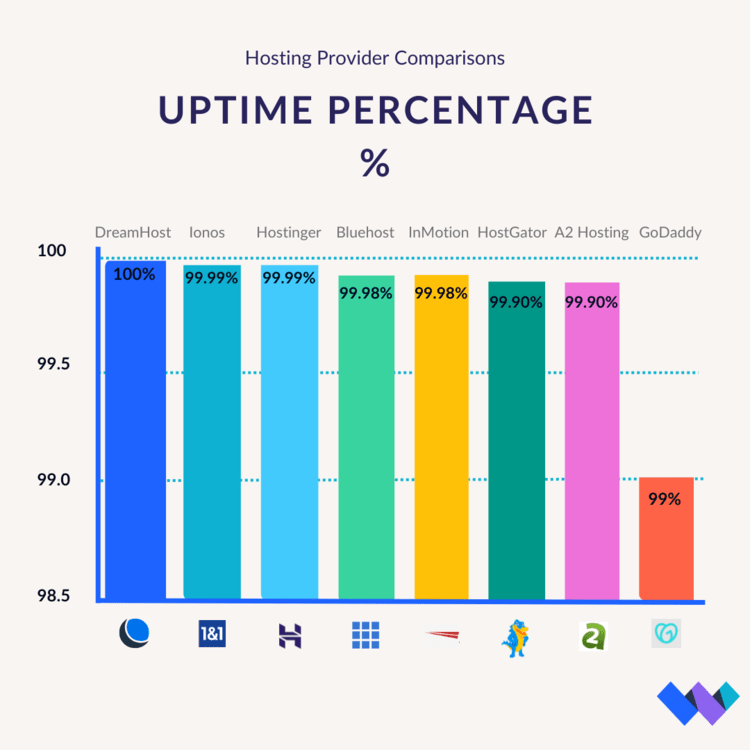 Hosting Provider Comparisons
UPTIME PERCENTAGE
%
DreamHost Ionos Hostinger Bluehost InMotion HostGator A2 Hosting GoDaddy
100
100% 99.99% 99.99% 99.98% 99.98% 99.90% 99.90%
99.5
99.0
99%
98.5
1&1